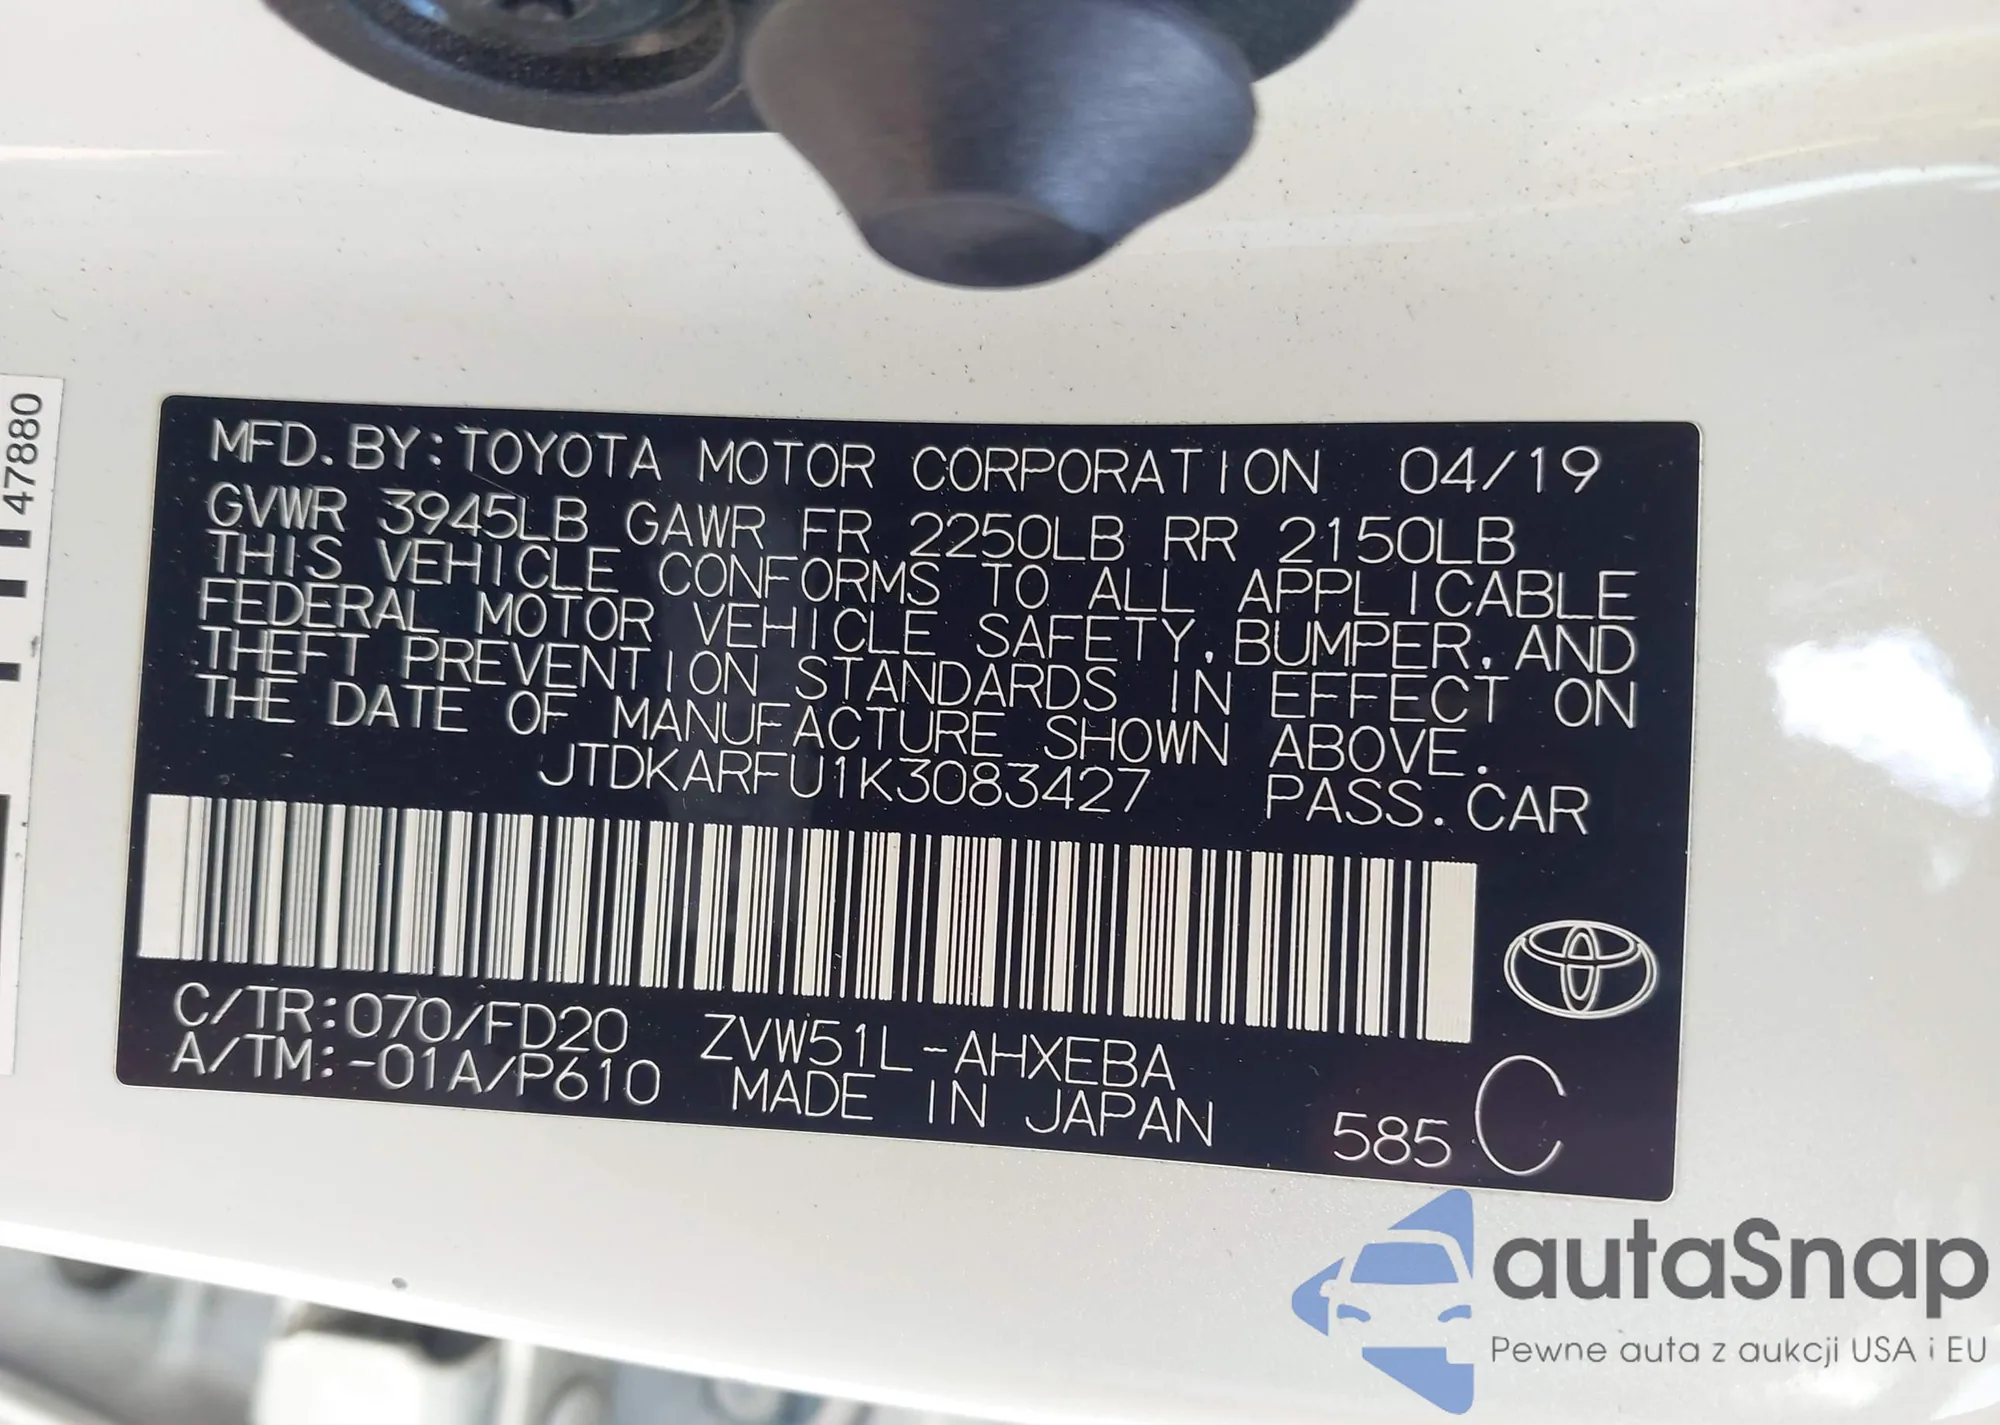 47880
MFD. BY: TOYOTA MOTOR CORPORATION 04/19
GVWR 3945LB GAWR FR 2250LB RR 2150LB
THIS VEHICLE CONFORMS TO ALL APPLICABLE
FEDERAL MOTOR VEHICLE SAFETY, BUMPER, AND
THEFT PREVENTION STANDARDS IN EFFECT ON
THE DATE OF MANUFACTURE SHOWN ABOVE.
JTDKARFU1K3083427 PASS. CAR
C/TR: 070/FD20 ZVW51L-AHXEBA
A/TM: -01A/P610 MADE IN JAPAN 585 C
autaSnap
Pewne auta z aukcji USA i EU